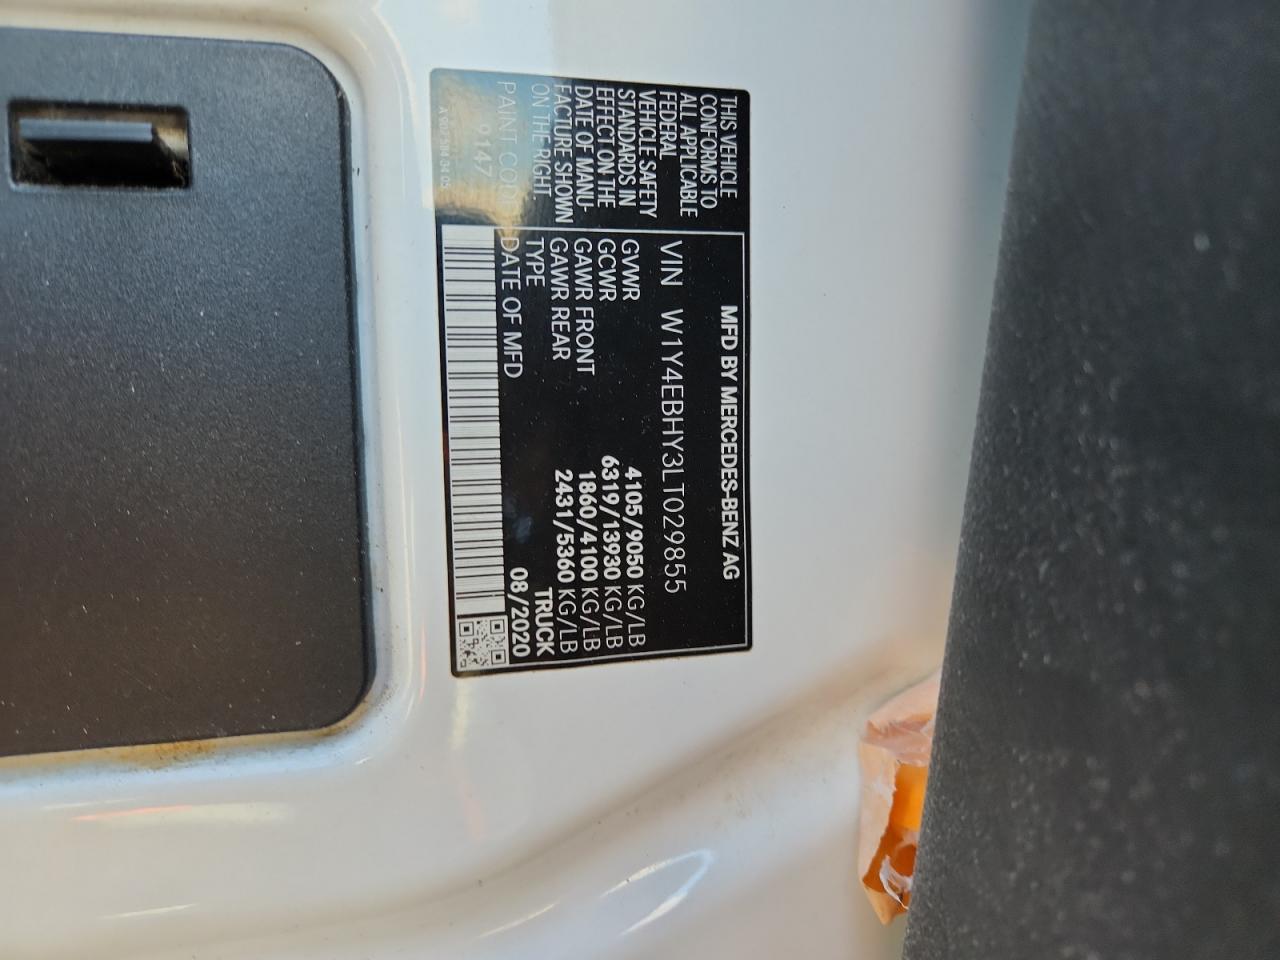 THIS VEHICLE
CONFORMS TO
ALL APPLICABLE
FEDERAL
VEHICLE SAFETY
STANDARDS IN
EFFECT ON THE
DATE OF MANU-
FACTURE SHOWN
ON THE RIGHT.
PAINT CODE
9147
MFD BY MERCEDES-BENZ AG
VIN W1Y4EBHY3LT029855
GVWR 4105/9050 KG/LB
GCWR 6319/13930 KG/LB
GAWR FRONT 1860/4100 KG/LB
GAWR REAR 2431/5360 KG/LB
TYPE TRUCK
DATE OF MFD 08/2020